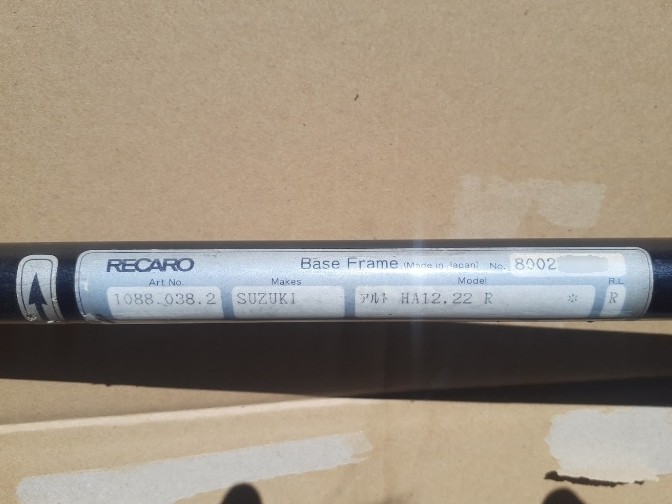 RECARO Base Frame (Made in Japan) No. 8002
Art No. Makes Model R.L
1088.038.2 SUZUKI アルト HA12.22 R * R